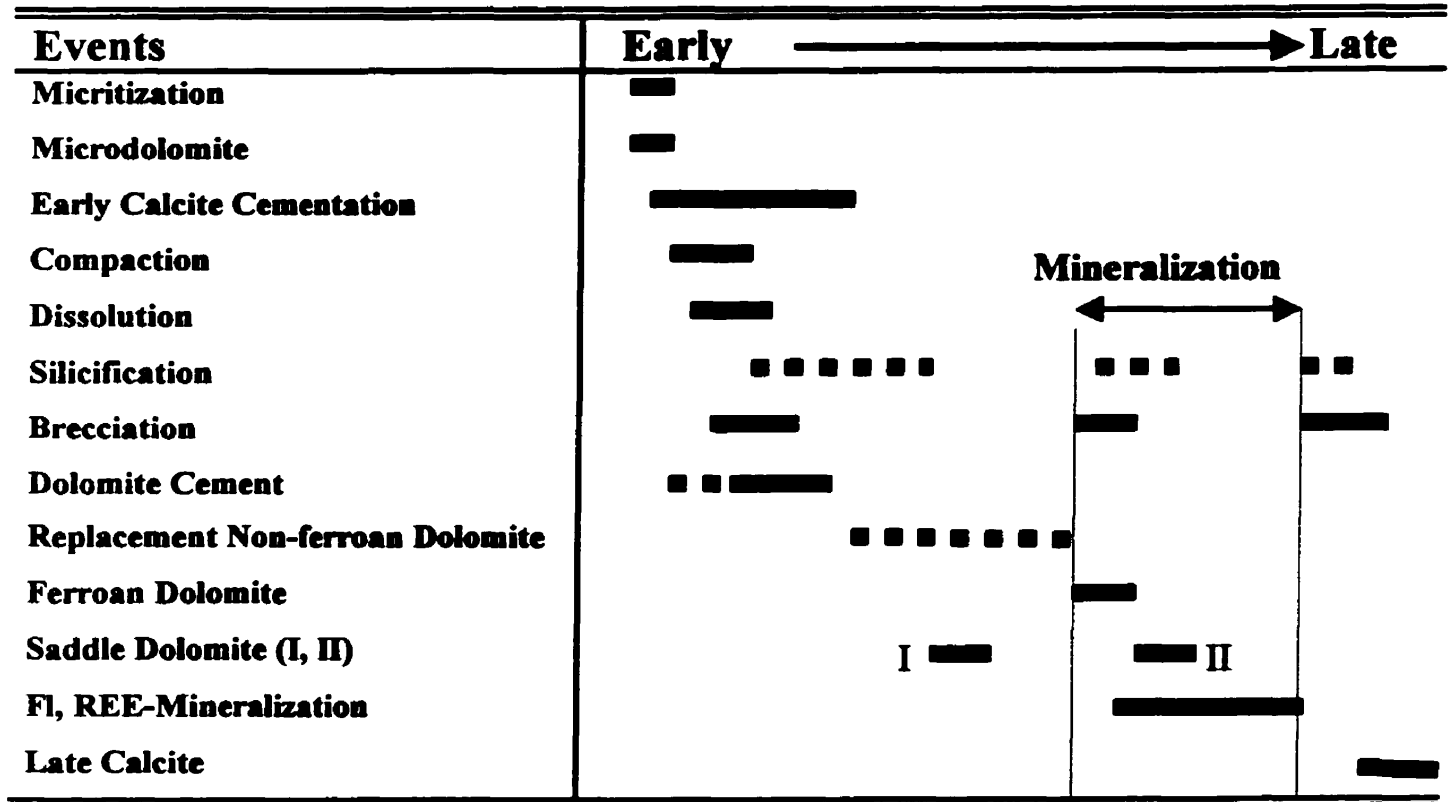 Events Early Late
Micritization
Microdolomite
Early Calcite Cementation
Compaction
Mineralization
Dissolution
Silicification
Brecciation
Dolomite Cement
Replacement Non-ferroan Dolomite
Ferroan Dolomite
Saddle Dolomite (I, II) I II
Fl, REE-Mineralization
Late Calcite